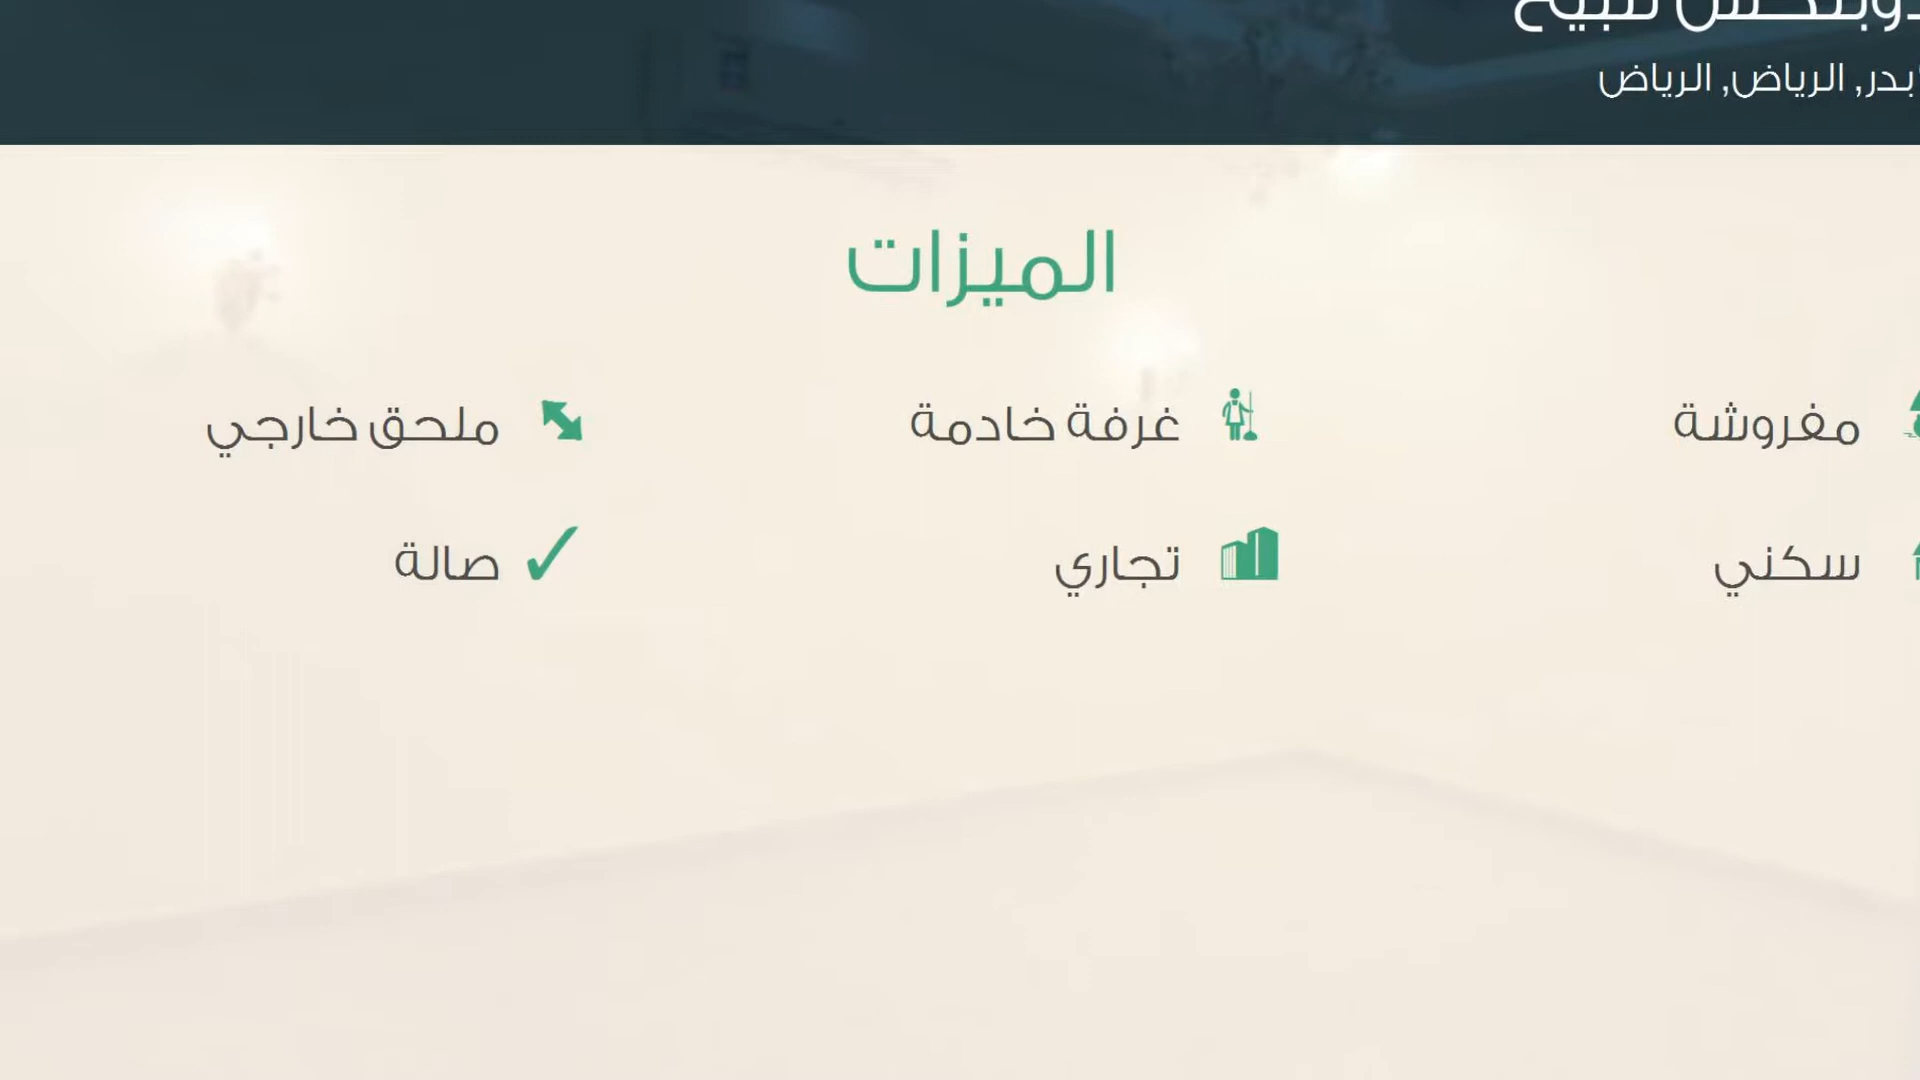 بدر, الرياض, الرياض
الميزات
مفروشة
غرفة خادمة
ملحق خارجي
سكني
تجاري
صالة